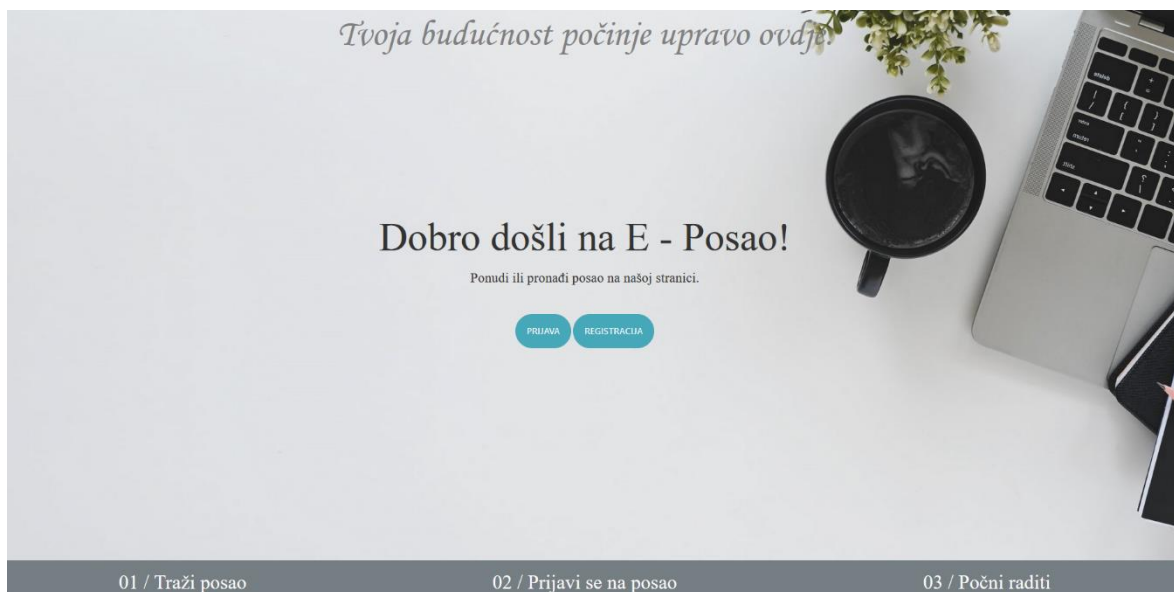 Tvoja budućnost počinje upravo ovdje.
Dobro došli na E - Posao!
Ponudi ili pronađi posao na našoj stranici.
PRIJAVA REGISTRACIJA
01 / Traži posao 02 / Prijavi se na posao 03 / Počni raditi